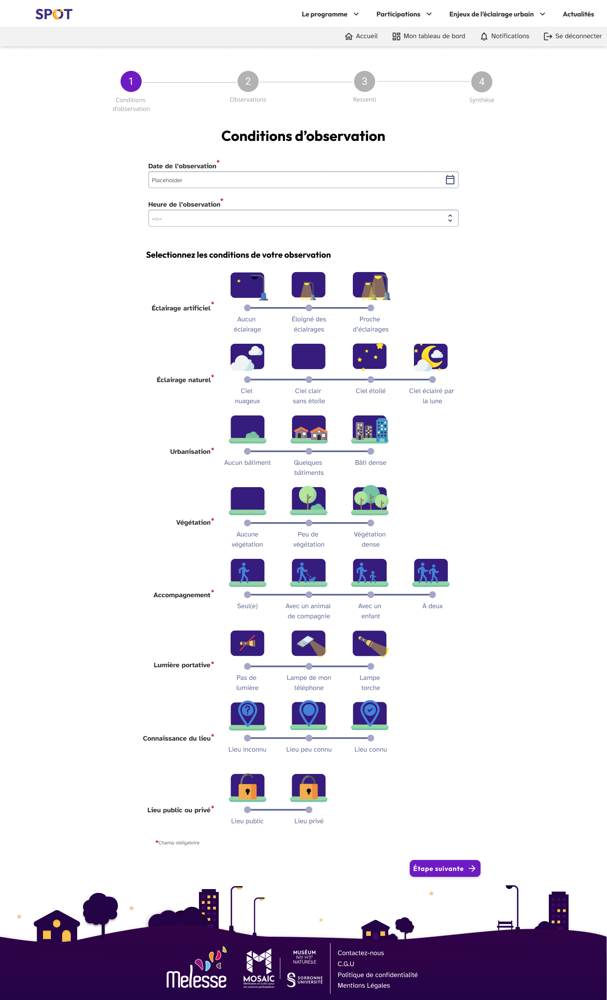 SPOT
Le programme
Participations
Enjeux de l’éclairage urbain
Actualités
Accueil
Mon tableau de bord
Notifications
Se déconnecter
1
2
3
4
Conditions
d’observation
Observations
Ressenti
Synthèse
Conditions d’observation
Date de l’observation*
Placeholder
Heure de l’observation*
--:--
Selectionnez les conditions de votre observation
Éclairage artificiel*
Aucun
éclairage
Éloigné des
éclairages
Proche
d’éclairages
Éclairage naturel*
Ciel
nuageux
Ciel clair
sans étoile
Ciel étoilé
Ciel éclairé par
la lune
Urbanisation*
Aucun bâtiment
Quelques
bâtiments
Bâti dense
Végétation*
Aucune
végétation
Peu de
végétation
Végétation
dense
Accompagnement*
Seul(e)
Avec un animal
de compagnie
Avec un
enfant
À deux
Lumière portative*
Pas de
lumière
Lampe de mon
téléphone
Lampe
torche
?
Connaissance du lieu*
Lieu inconnu
Lieu peu connu
Lieu connu
Lieu public ou privé*
Lieu public
Lieu privé
*Champ obligatoire
Étape suivante
Melesse
MOSAIC
Méthodes et outils pour
les sciences participatives
MUSÉUM
NAL HIST
NATURELLE
S SORBONNE
UNIVERSITÉ
Contactez-nous
C.G.U
Politique de confidentialité
Mentions Légales